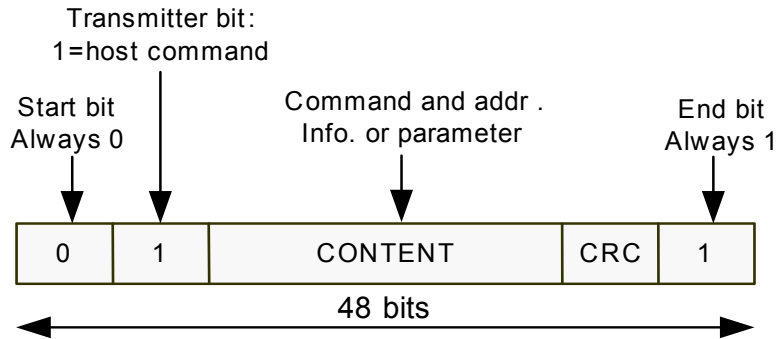 Transmitter bit:
1=host command
Start bit
Always 0
Command and addr .
Info. or parameter
End bit
Always 1
0 1 CONTENT CRC 1
48 bits